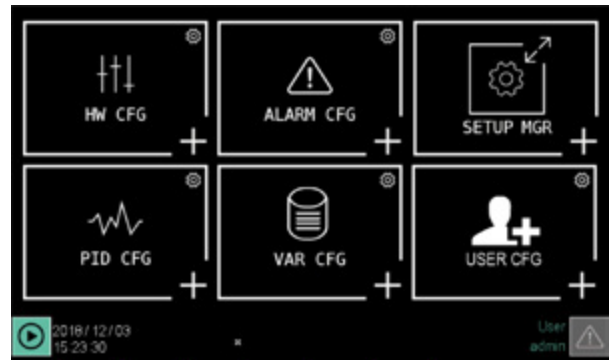 HW CFG
ALARM CFG
SETUP MGR
PID CFG
VAR CFG
USER CFG
2018/12/03
15:23:30
User
admin